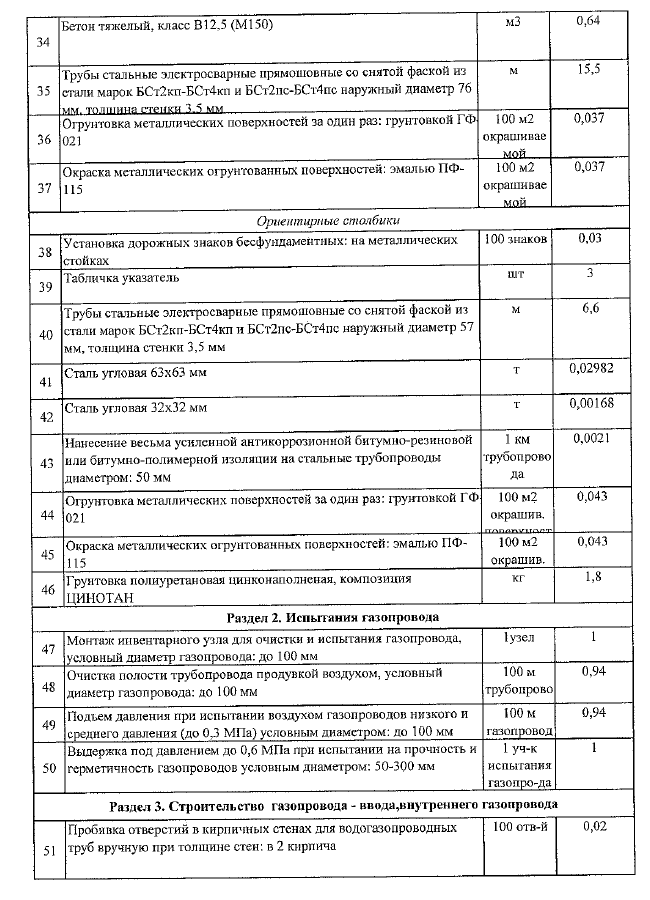 34 Бетон тяжелый, класс В12,5 (М150) м3 0,64
35 Трубы стальные электросварные прямошовные со снятой фаской из м 15,5
стали марок БСт2кп-БСт4кп и БСт2пс-БСт4пс наружный диаметр 76
мм, толщина стенки 3,5 мм
36 Огрунтовка металлических поверхностей за один раз: грунтовкой ГФ- 100 м2 0,037
021 окрашивае
мой
37 Окраска металлических огрунтованных поверхностей: эмалью ПФ- 100 м2 0,037
115 окрашивае
мой
Ориентирные столбики
38 Установка дорожных знаков бесфундаментных: на металлических 100 знаков 0,03
стойках
39 Табличка указатель шт 3
40 Трубы стальные электросварные прямошовные со снятой фаской из м 6,6
стали марок БСт2кп-БСт4кп и БСт2пс-БСт4пс наружный диаметр 57
мм, толщина стенки 3,5 мм
41 Сталь угловая 63х63 мм т 0,02982
42 Сталь угловая 32х32 мм т 0,00168
43 Нанесение весьма усиленной антикоррозионной битумно-резиновой 1 км 0,0021
или битумно-полимерной изоляции на стальные трубопроводы трубопрово
диаметром: 50 мм да
44 Огрунтовка металлических поверхностей за один раз: грунтовкой ГФ- 100 м2 0,043
021 окрашив.
поверхност
45 Окраска металлических огрунтованных поверхностей: эмалью ПФ- 100 м2 0,043
115 окрашив.
46 Грунтовка полиуретановая цинконаполненая, композиция кг 1,8
ЦИНОТАН
Раздел 2. Испытания газопровода
47 Монтаж инвентарного узла для очистки и испытания газопровода, 1узел 1
условный диаметр газопровода: до 100 мм
48 Очистка полости трубопровода продувкой воздухом, условный 100 м 0,94
диаметр газопровода: до 100 мм трубопрово
49 Подъем давления при испытании воздухом газопроводов низкого и 100 м 0,94
среднего давления (до 0,3 МПа) условным диаметром: до 100 мм газопровод
50 Выдержка под давлением до 0,6 МПа при испытании на прочность и 1 уч-к 1
герметичность газопроводов условным диаметром: 50-300 мм испытания
газопро-да
Раздел 3. Строительство газопровода - ввода,внутреннего газопровода
51 Пробивка отверстий в кирпичных стенах для водогазопроводных 100 отв-й 0,02
труб вручную при толщине стен: в 2 кирпича